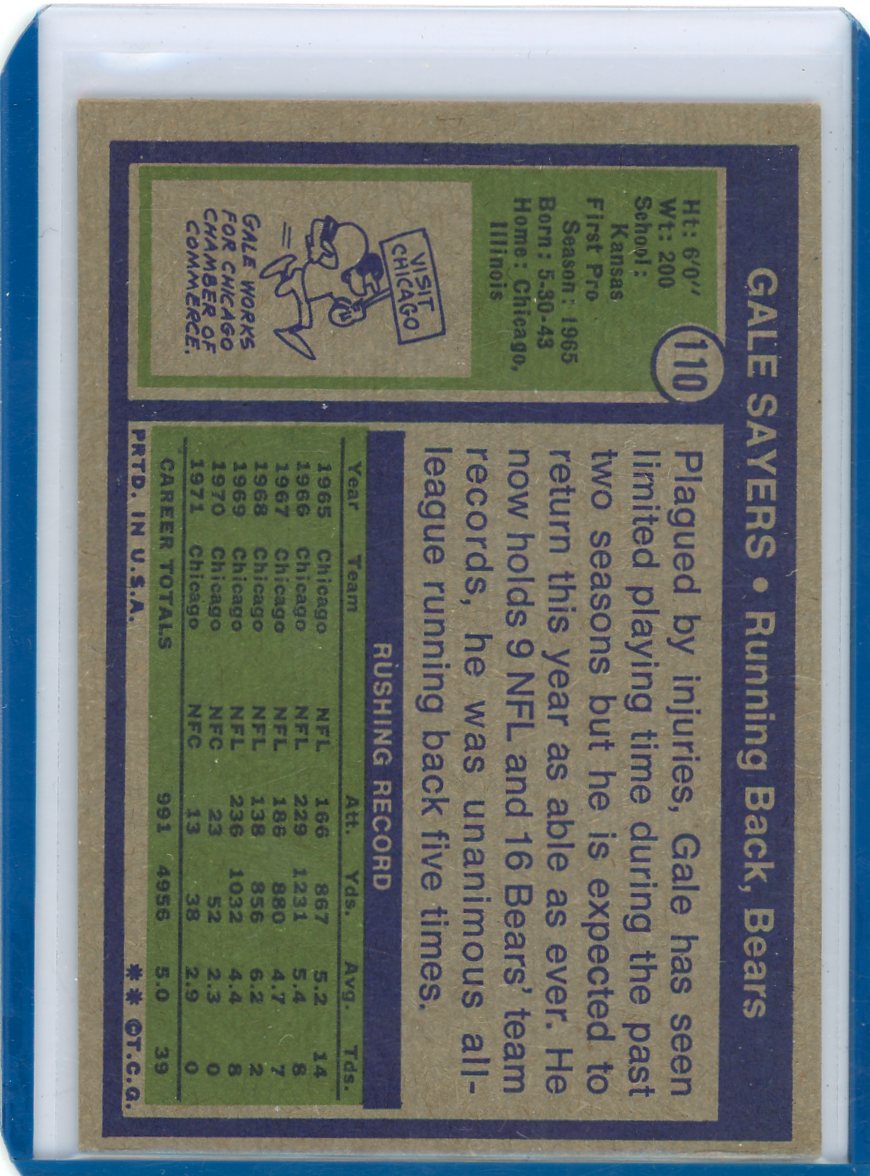 GALE SAYERS • Running Back, Bears
110
Ht: 6'0"
Wt: 200
School:
Kansas
First Pro
Season: 1965
Born: 5-30-43
Home: Chicago,
Illinois
VISIT
CHICAGO
GALE WORKS
FOR CHICAGO
CHAMBER OF
COMMERCE.
Plagued by injuries, Gale has seen
limited playing time during the past
two seasons but he is expected to
return this year as able as ever. He
now holds 9 NFL and 16 Bears' team
records, he was unanimous all-
league running back five times.
RUSHING RECORD
Year Team Att. Yds. Avg. Tds.
1965 Chicago NFL 166 867 5.2 14
1966 Chicago NFL 229 1231 5.4 8
1967 Chicago NFL 186 880 4.7 7
1968 Chicago NFL 138 856 6.2 2
1969 Chicago NFL 236 1032 4.4 8
1970 Chicago NFC 23 52 2.3 0
1971 Chicago NFC 13 38 2.9 0
CAREER TOTALS 991 4956 5.0 39
PRTD. IN U.S.A. ** ©T.C.G.